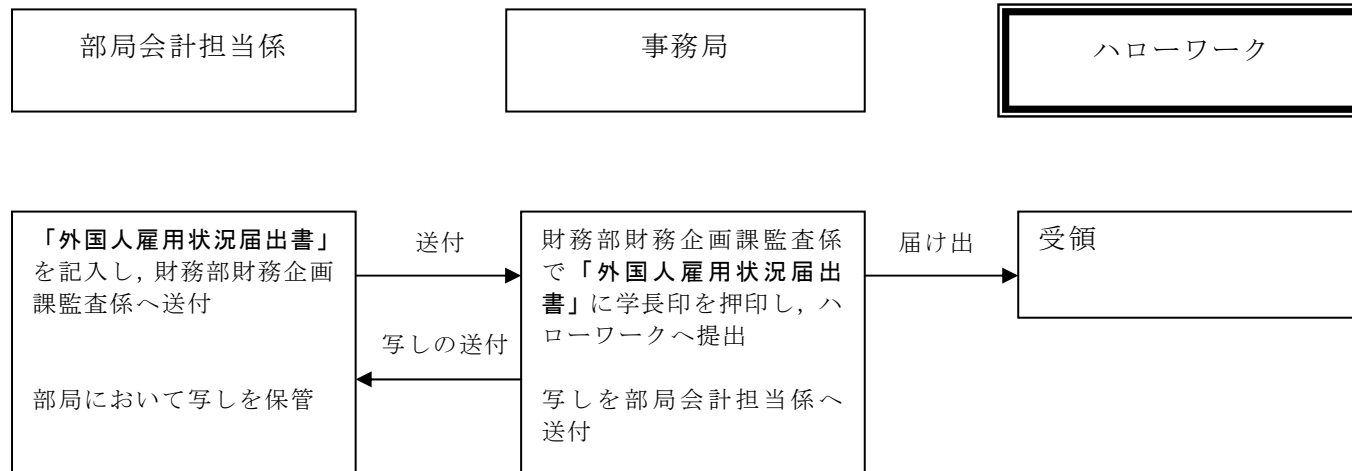 部局会計担当係
事務局
ハローワーク
「外国人雇用状況届出書」
を記入し，財務部財務企画
課監査係へ送付
部局において写しを保管
送付
写しの送付
財務部財務企画課監査係
で「外国人雇用状況届出
書」に学長印を押印し，ハ
ローワークへ提出
写しを部局会計担当係へ
送付
届け出
受領